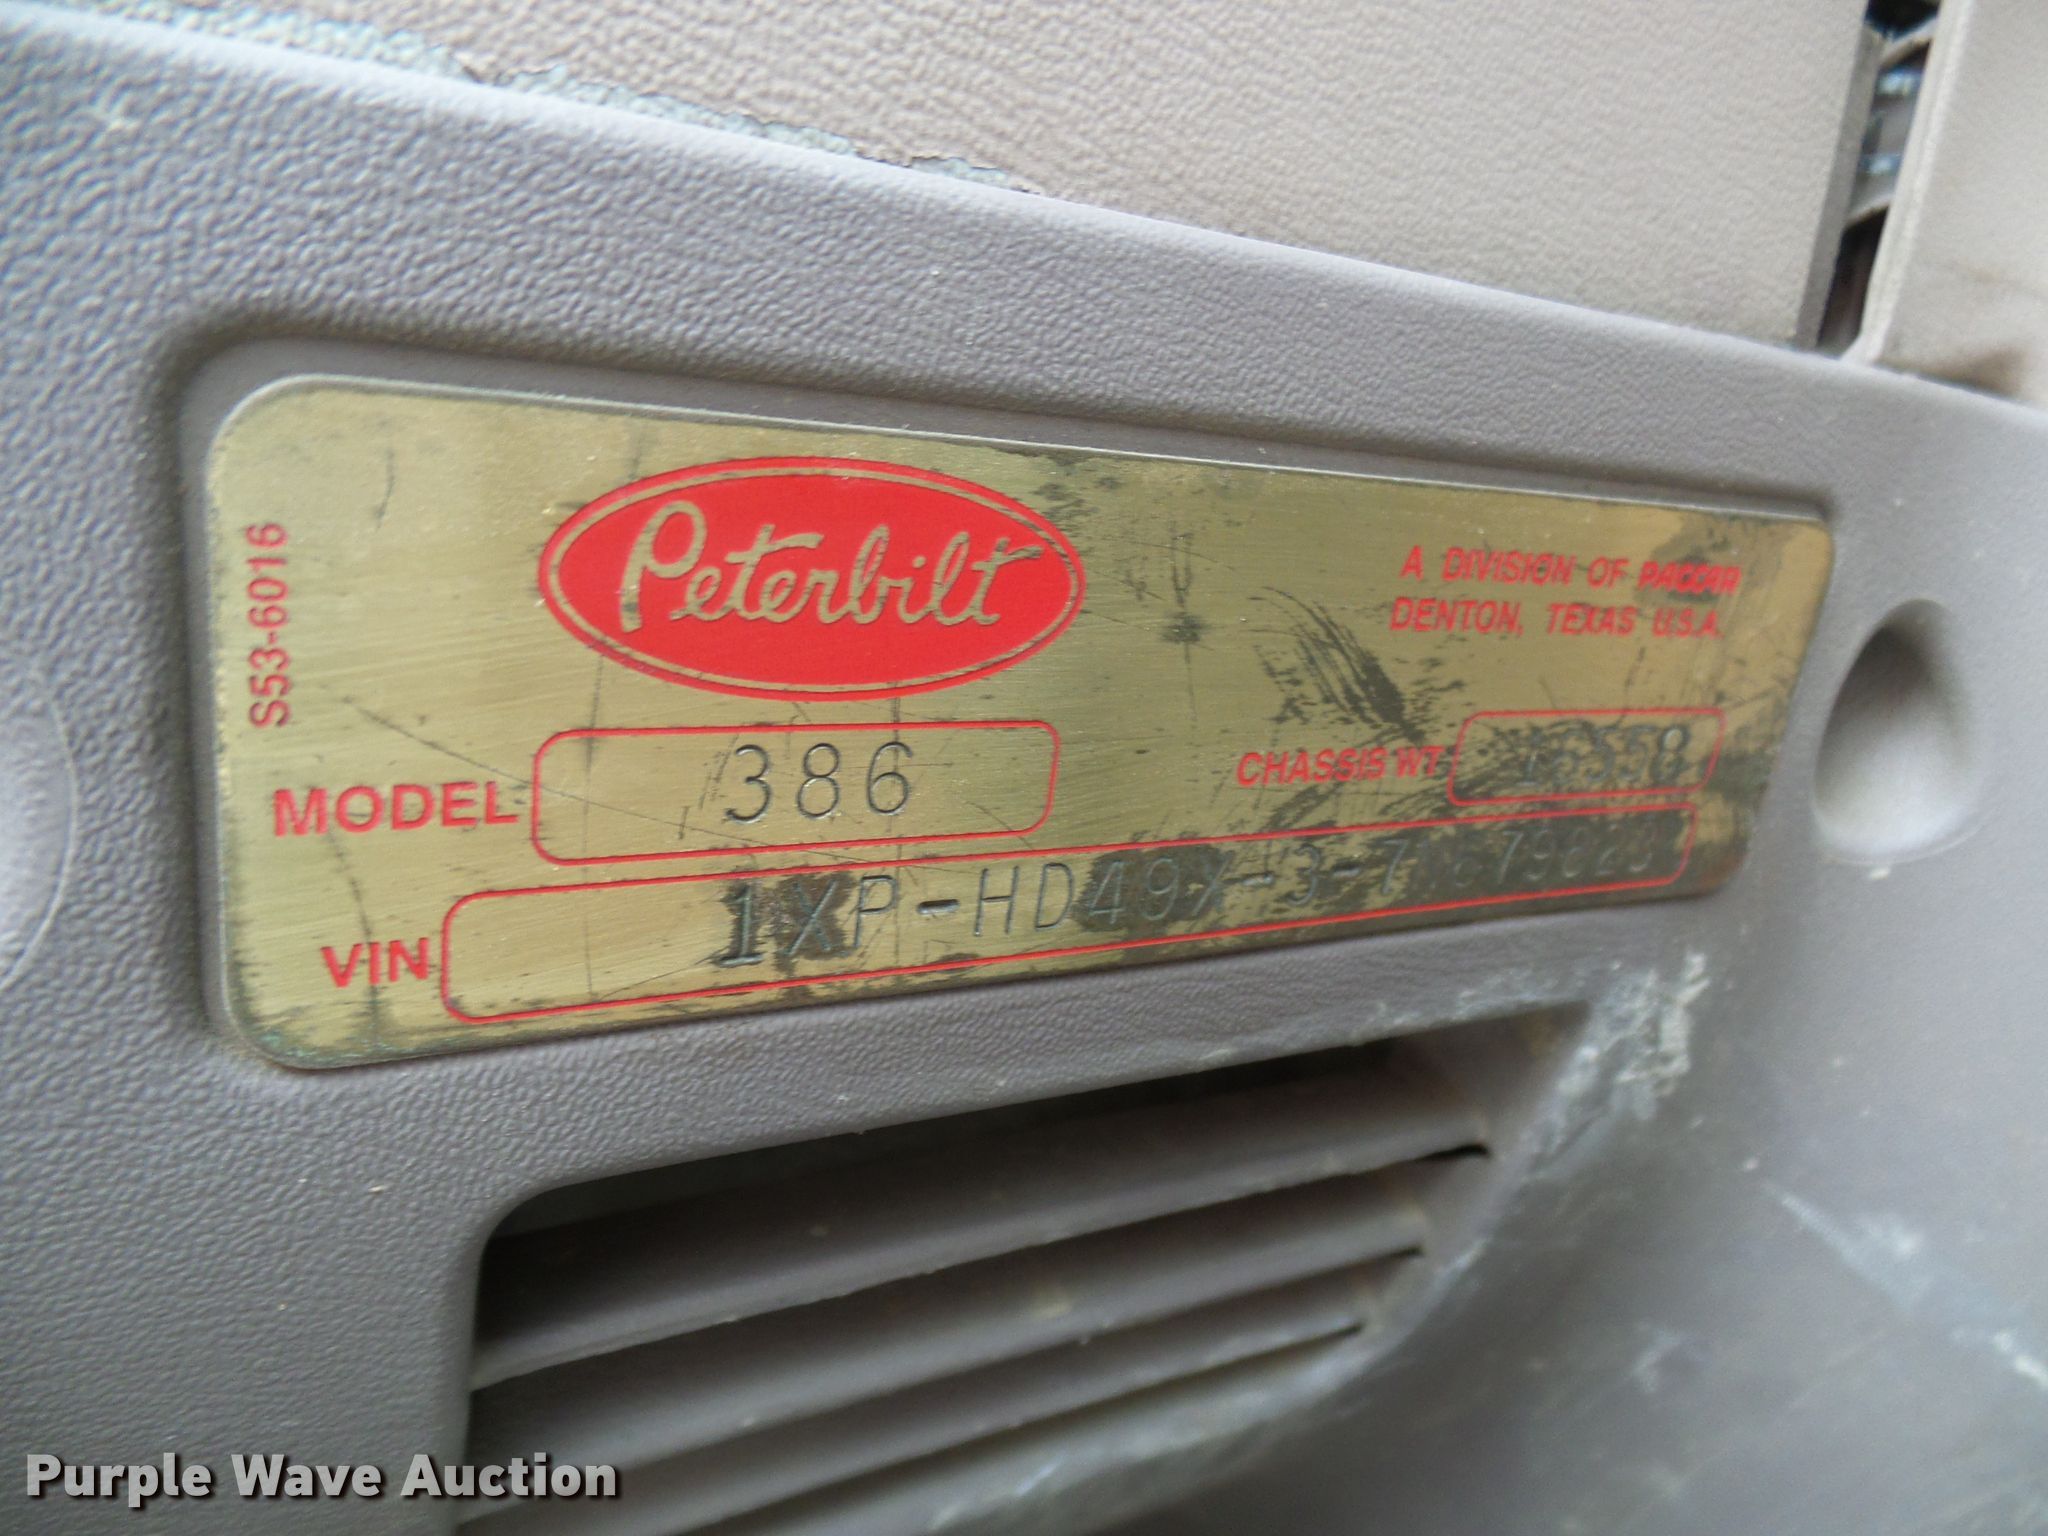 S53-6016
Peterbilt
A DIVISION OF PACCAR
DENTON, TEXAS U.S.A.
MODEL 386
CHASSIS WT
VIN
Purple Wave Auction